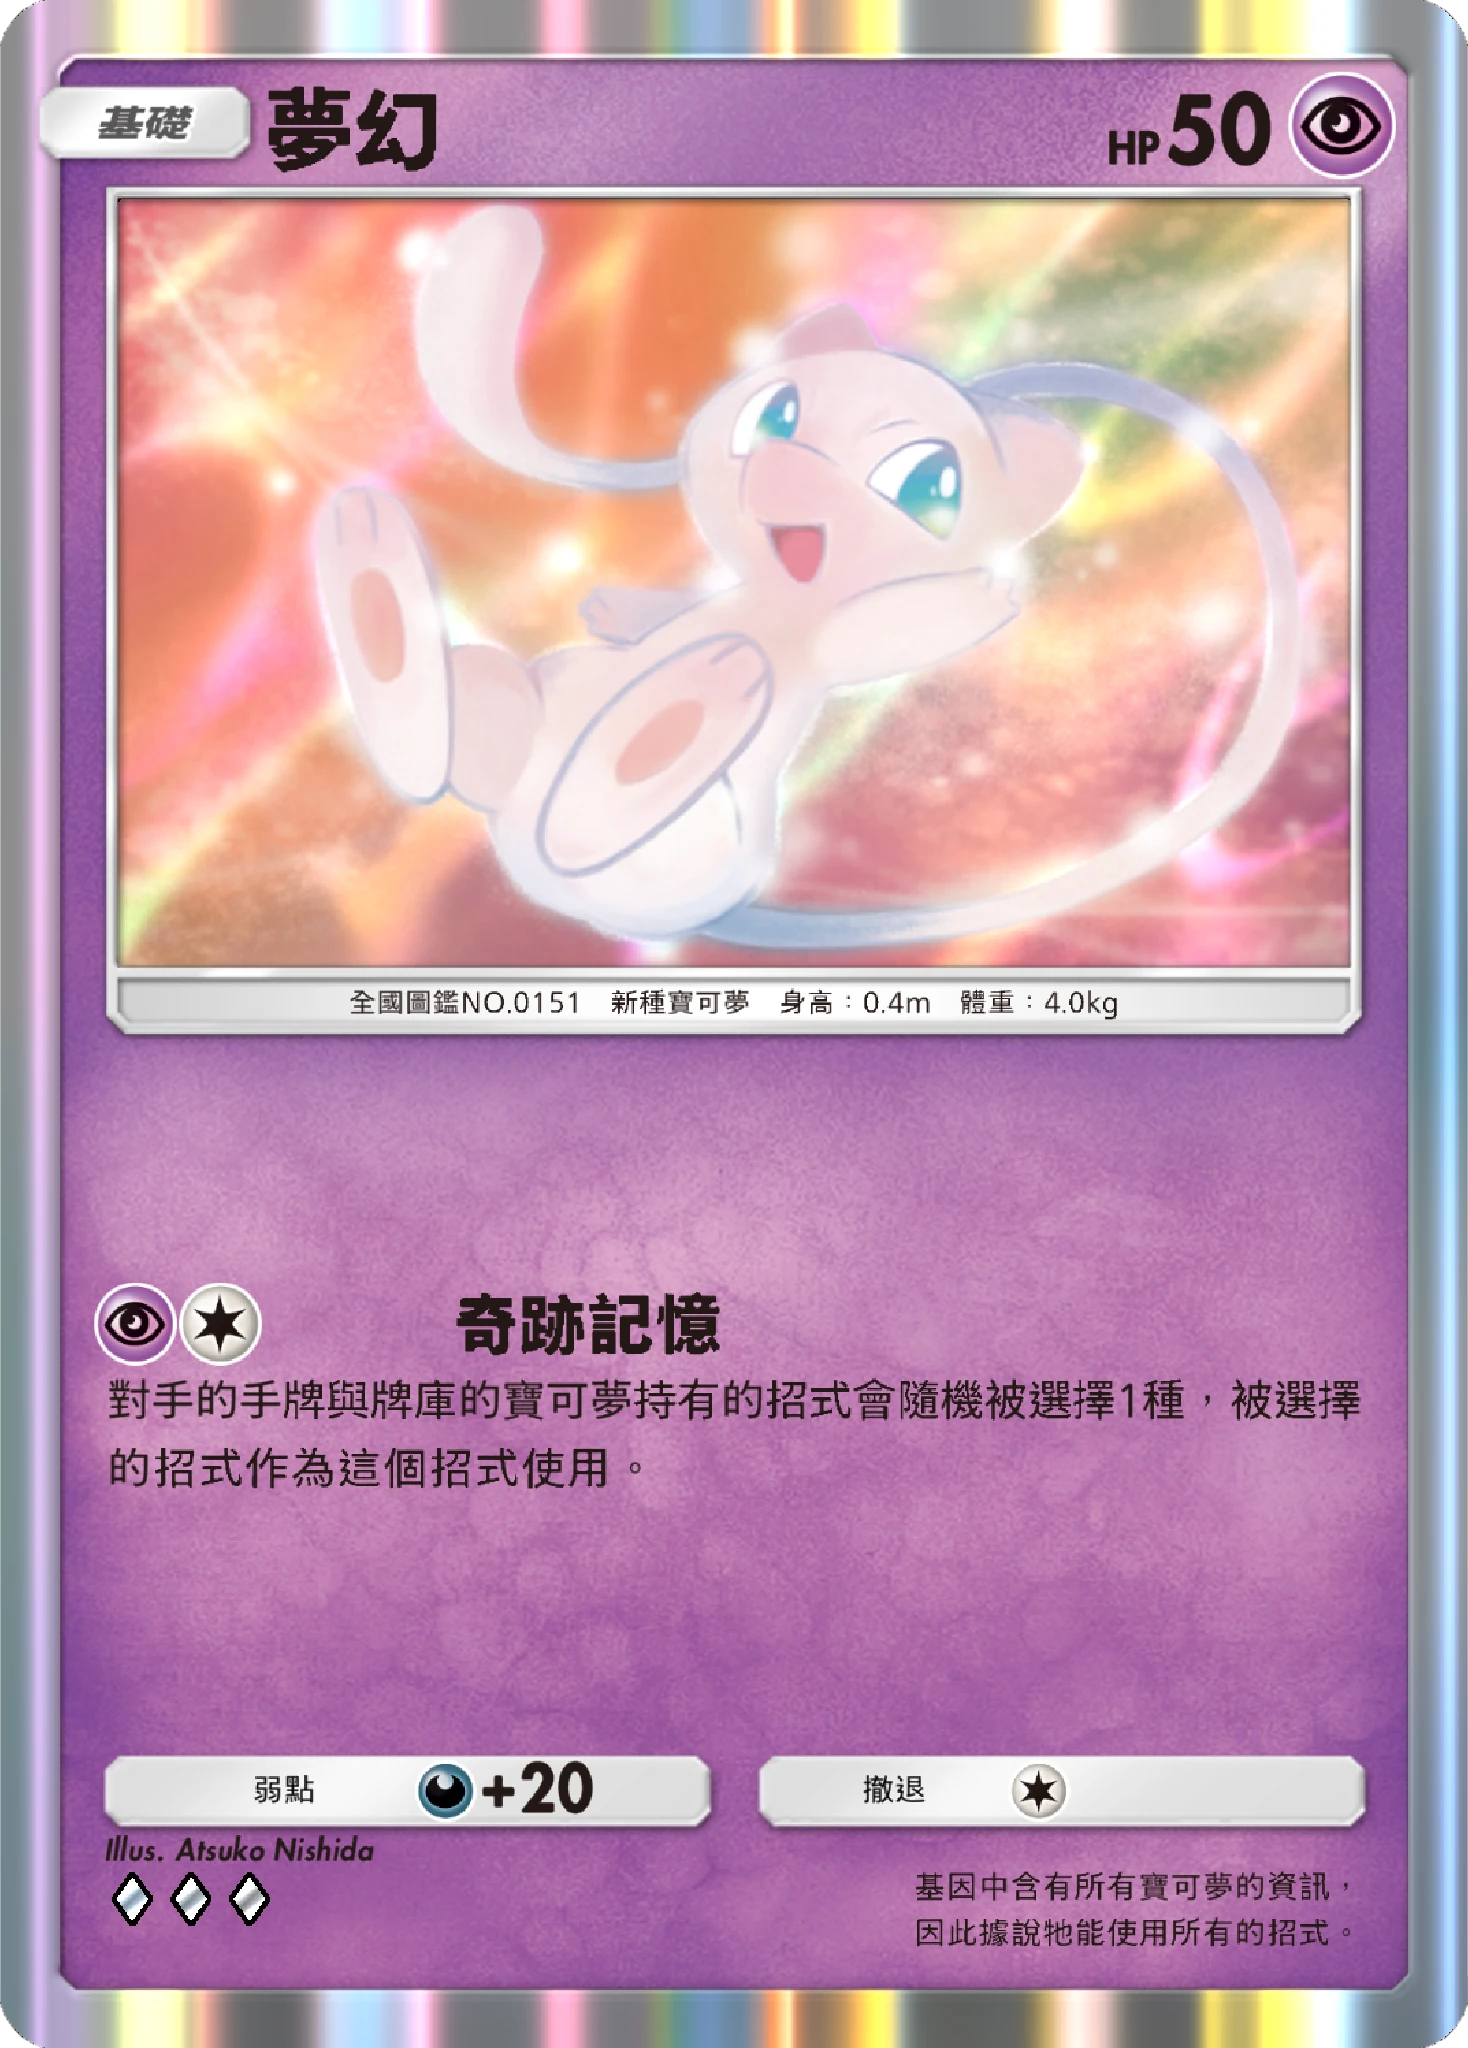 基礎 夢幻 HP 50
全國圖鑑NO.0151 新種寶可夢 身高：0.4m 體重：4.0kg
奇跡記憶
對手的手牌與牌庫的寶可夢持有的招式會隨機被選擇1種，被選擇
的招式作為這個招式使用。
弱點 +20 撤退
Illus. Atsuko Nishida
基因中含有所有寶可夢的資訊，
因此據說牠能使用所有的招式。